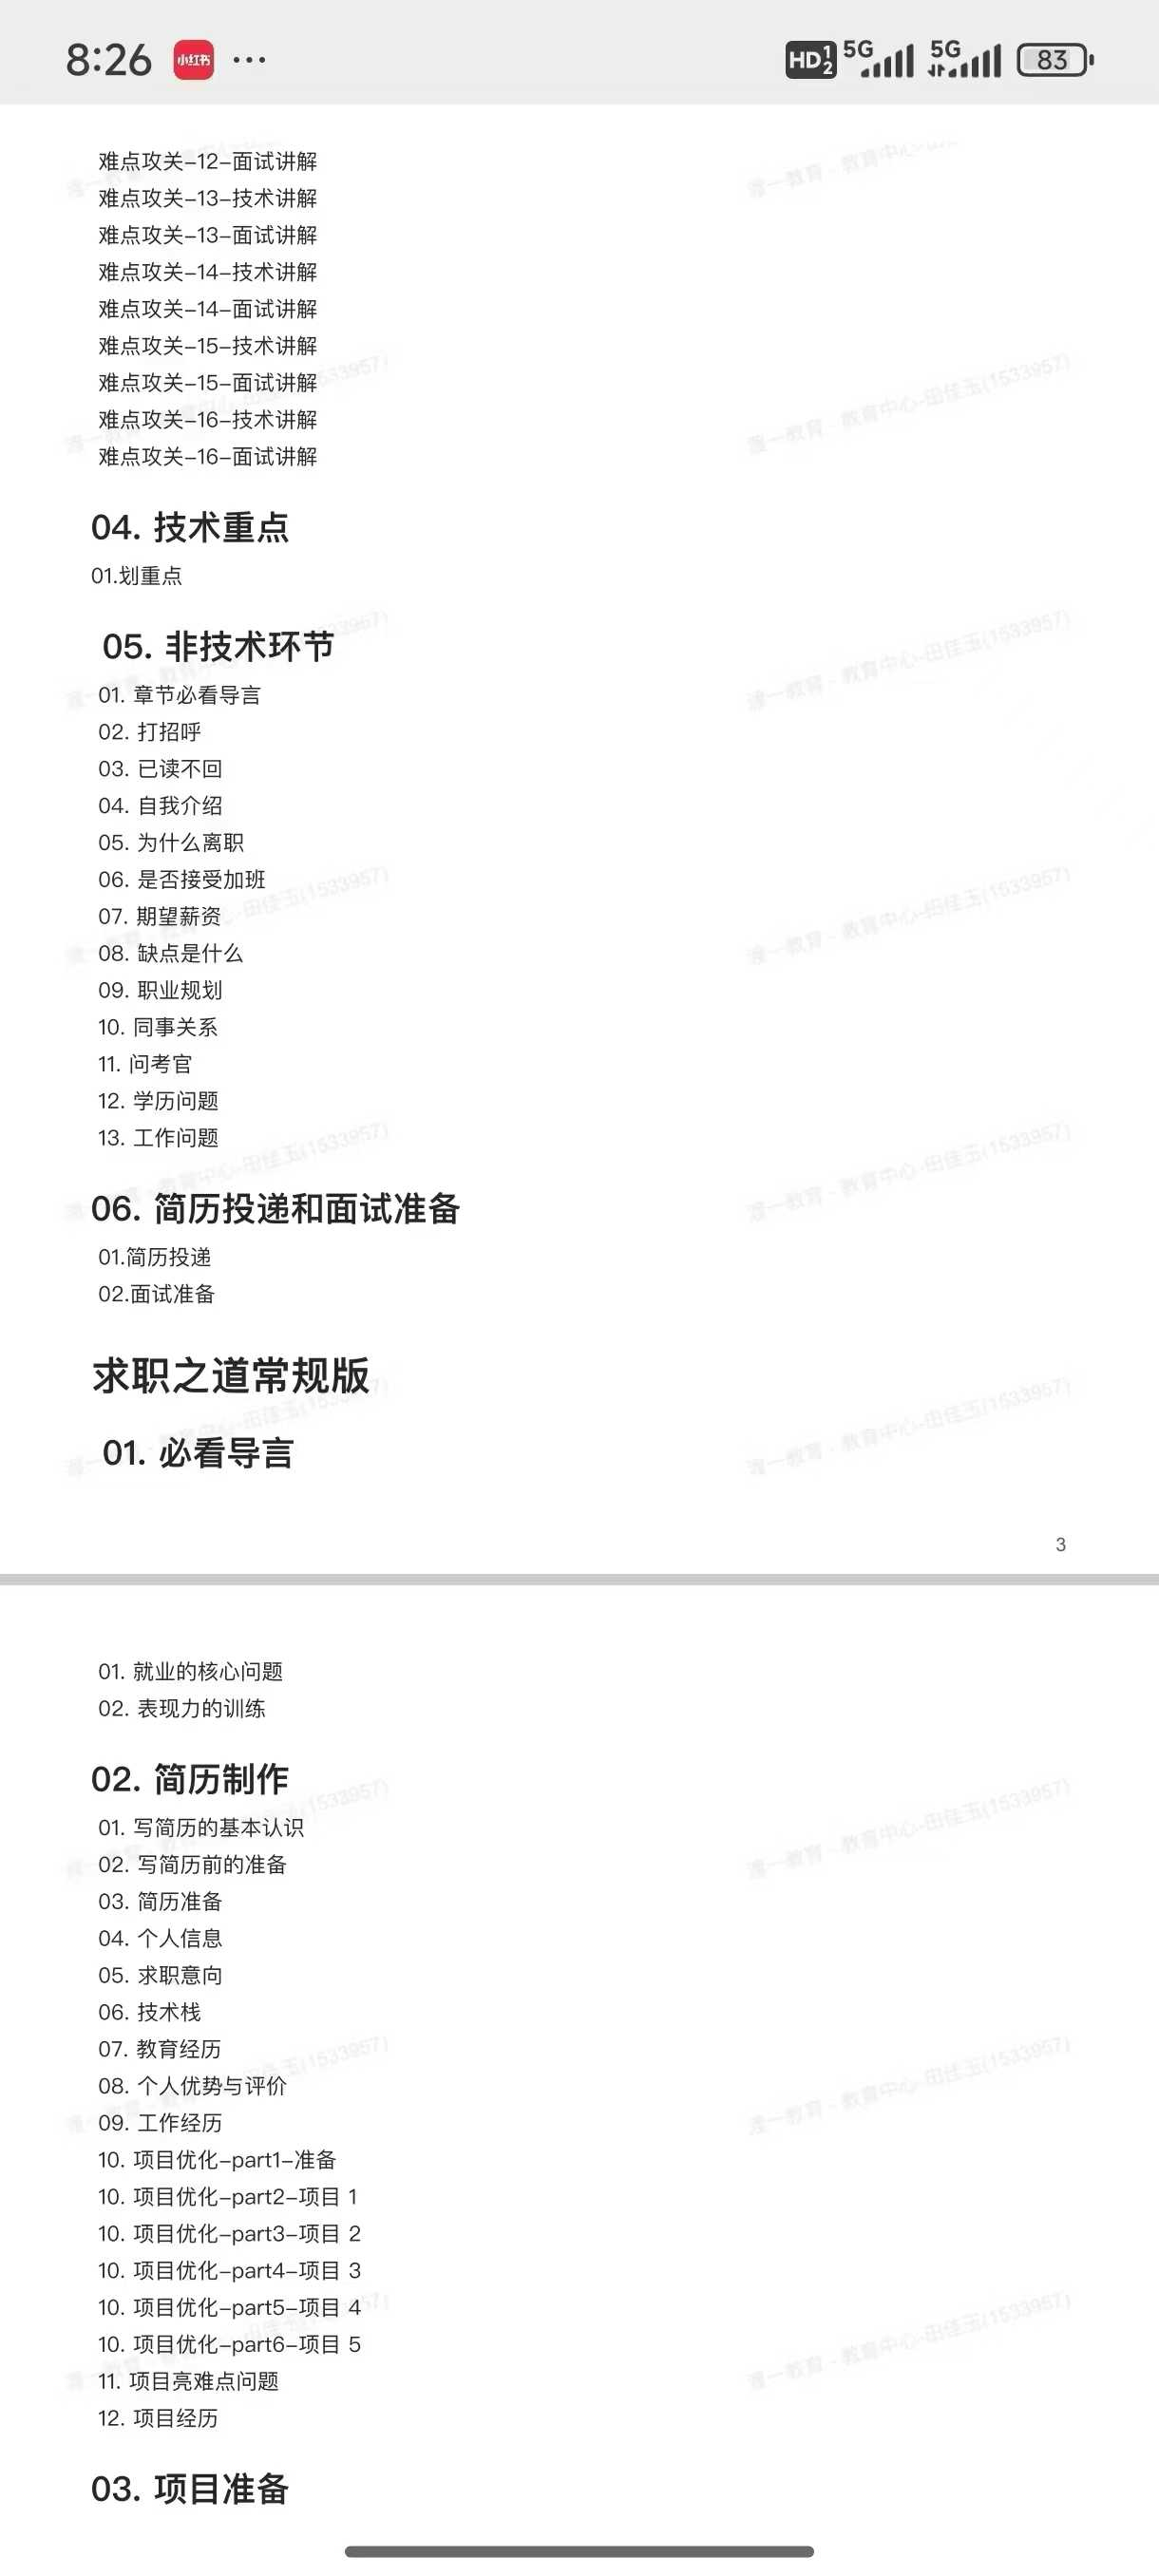 8:26 小红书 ...
HD 1 2 5G 5G 83
难点攻关-12-面试讲解
难点攻关-13-技术讲解
难点攻关-13-面试讲解
难点攻关-14-技术讲解
难点攻关-14-面试讲解
难点攻关-15-技术讲解
难点攻关-15-面试讲解
难点攻关-16-技术讲解
难点攻关-16-面试讲解
04. 技术重点
01.划重点
05. 非技术环节
01. 章节必看导言
02. 打招呼
03. 已读不回
04. 自我介绍
05. 为什么离职
06. 是否接受加班
07. 期望薪资
08. 缺点是什么
09. 职业规划
10. 同事关系
11. 问考官
12. 学历问题
13. 工作问题
06. 简历投递和面试准备
01.简历投递
02.面试准备
求职之道常规版
01. 必看导言
3
01. 就业的核心问题
02. 表现力的训练
02. 简历制作
01. 写简历的基本认识
02. 写简历前的准备
03. 简历准备
04. 个人信息
05. 求职意向
06. 技术栈
07. 教育经历
08. 个人优势与评价
09. 工作经历
10. 项目优化-part1-准备
10. 项目优化-part2-项目 1
10. 项目优化-part3-项目 2
10. 项目优化-part4-项目 3
10. 项目优化-part5-项目 4
10. 项目优化-part6-项目 5
11. 项目亮难点问题
12. 项目经历
03. 项目准备